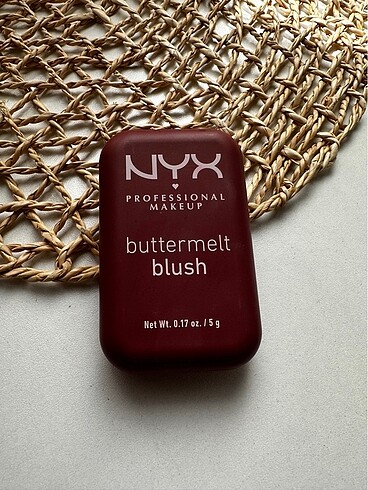 NYX
PROFESSIONAL
MAKEUP
buttermelt
blush
Net Wt. 0.17 oz. / 5 g